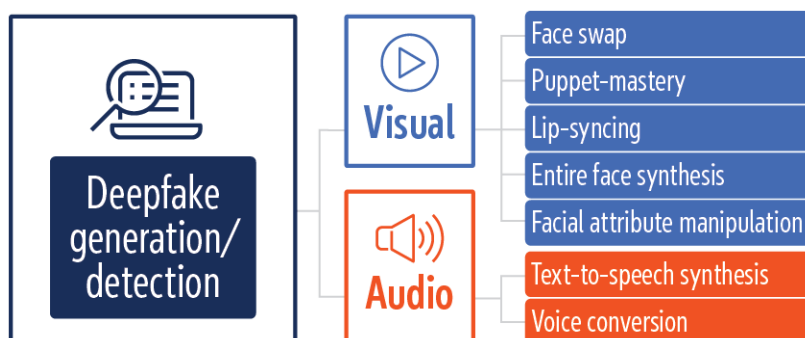 Deepfake
generation/
detection
Visual
Face swap
Puppet-mastery
Lip-syncing
Entire face synthesis
Facial attribute manipulation
Audio
Text-to-speech synthesis
Voice conversion